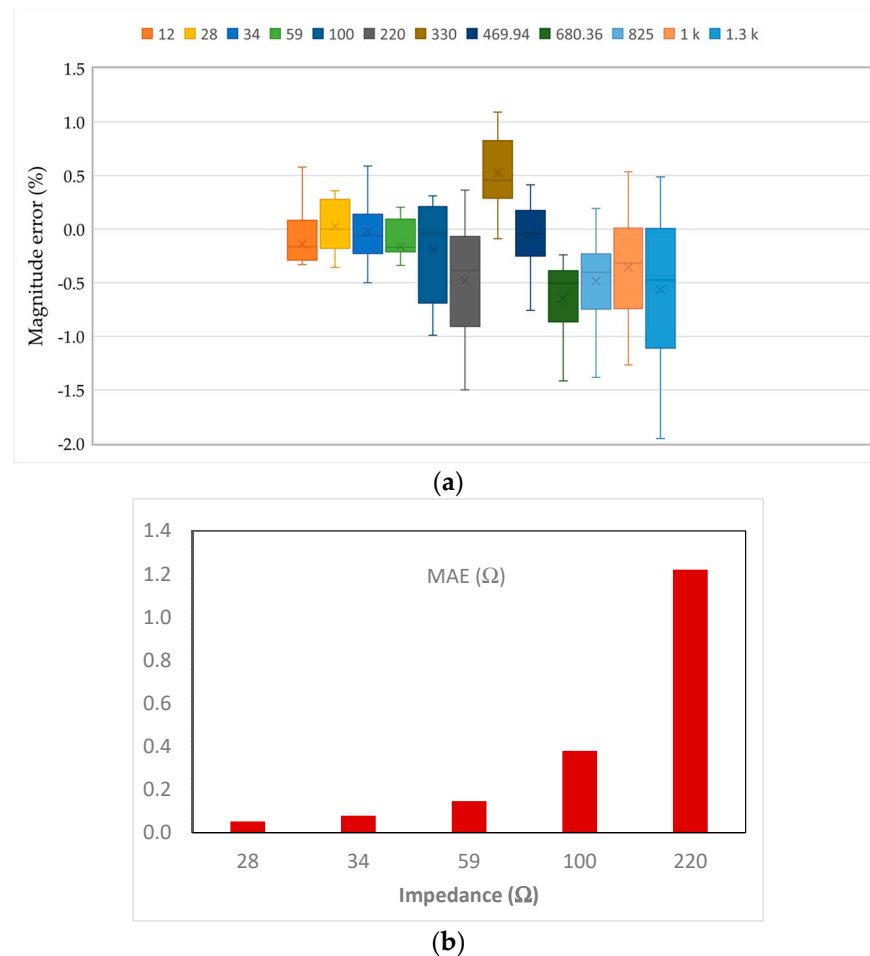 12 28 34 59 100 220 330 469.94 680.36 825 1 k 1.3 k
1.5
1.0
0.5
0.0
-0.5
-1.0
-1.5
-2.0
Magnitude error (%)
(a)
1.4
1.2
1.0
0.8
0.6
0.4
0.2
0.0
MAE (Ω)
28 34 59 100 220
Impedance (Ω)
(b)